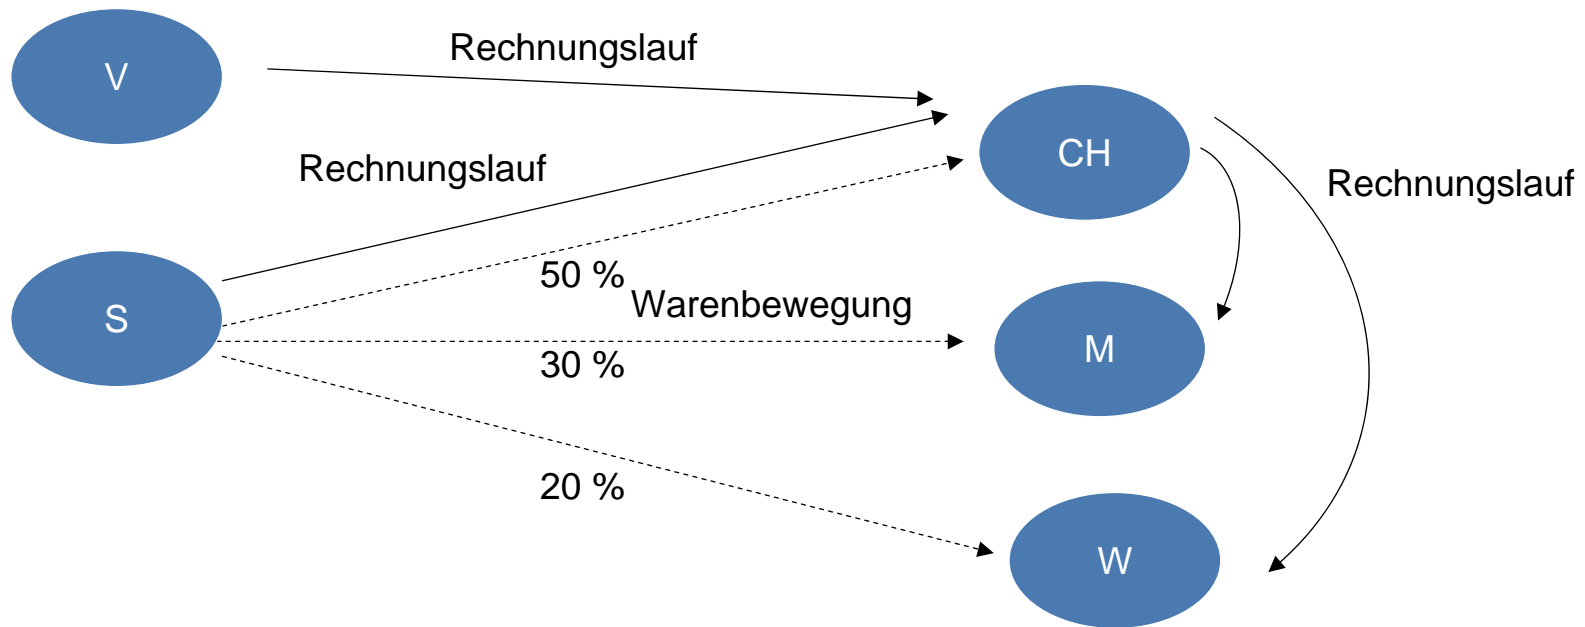 Rechnungslauf
V
CH
Rechnungslauf
Rechnungslauf
50 %
Warenbewegung
S
M
30 %
20 %
W